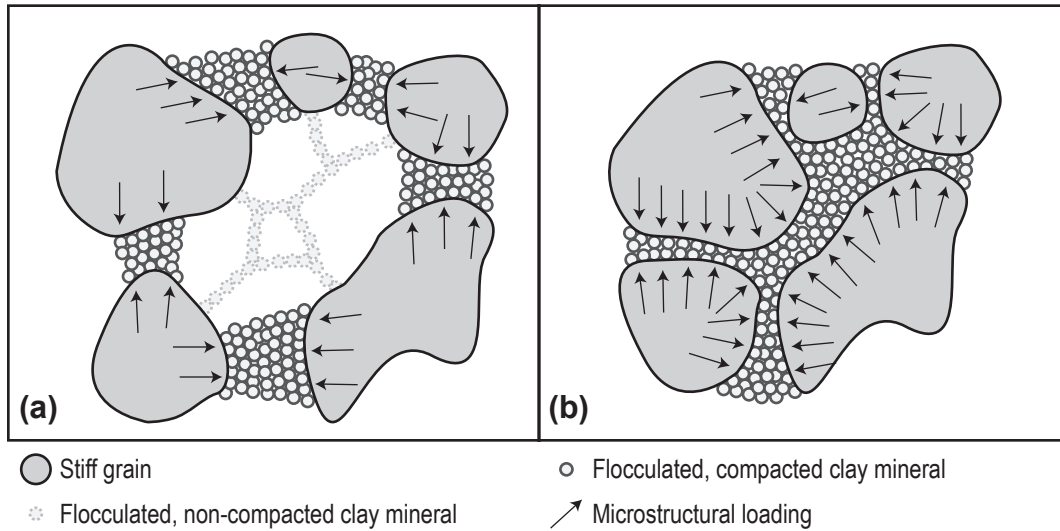 (a)
(b)
Stiff grain
Flocculated, compacted clay mineral
Flocculated, non-compacted clay mineral
Microstructural loading